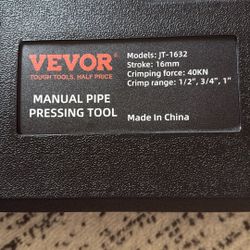 VEVOR
TOUGH TOOLS, HALF PRICE
MANUAL PIPE
PRESSING TOOL
Models: JT-1632
Stroke: 16mm
Crimping force: 40KN
Crimp range: 1/2", 3/4", 1"
Made in China